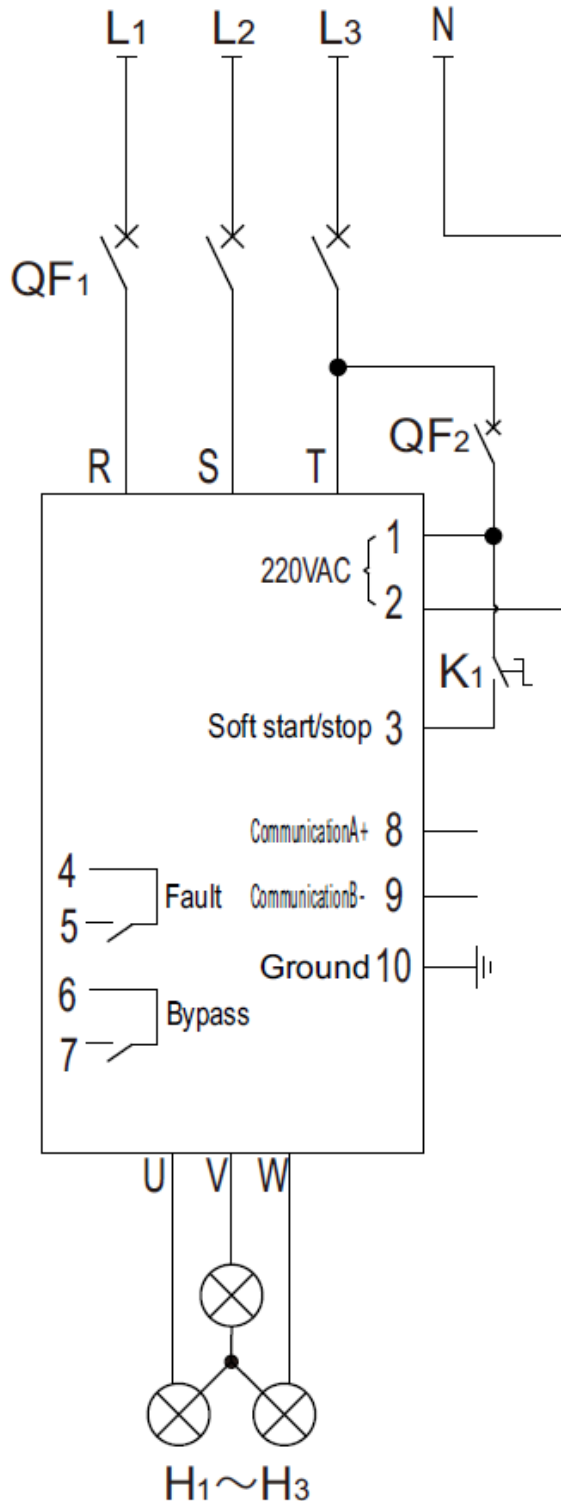 L1 L2 L3 N
QF1
QF2
R S T
1
220VAC
2
K1
Soft start/stop 3
CommunicationA+ 8
4
Fault
CommunicationB- 9
5
Ground 10
6
Bypass
7
U V W
H1~H3